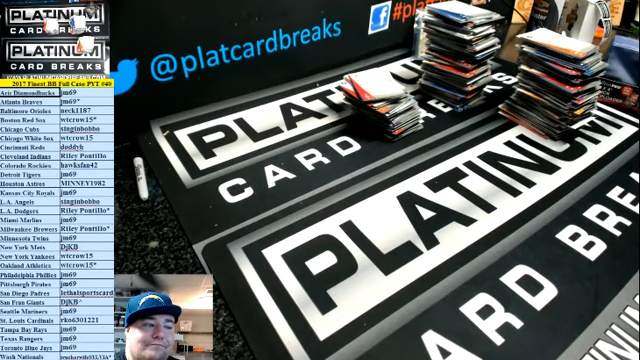 PLATINUM
CARD BREAKS
PLATINUM
CARD BREAKS
2017 Finest BB Full Case PYT #40
Ariz Diamondbacks jm69
Atlanta Braves jm69*
Baltimore Orioles neck1187
Boston Red Sox wtcrow15*
Chicago Cubs singinbobbo
Chicago White Sox wtcrow15
Cincinnati Reds doddyb
Cleveland Indians Riley Pontillo
Colorado Rockies hawksfan42
Detroit Tigers jm69
Houston Astros MINNEY1982
Kansas City Royals jm69
L.A. Angels singinbobbo
L.A. Dodgers Riley Pontillo*
Miami Marlins jm69
Milwaukee Brewers Riley Pontillo*
Minnesota Twins jm69
New York Mets DjKB
New York Yankees wtcrow15
Oakland Athletics wtcrow15*
Philadelphia Phillies jm69
Pittsburgh Pirates jm69
San Diego Padres lethalsportscard
San Fran Giants DjKB^
Seattle Mariners jm69
St. Louis Cardinals rko6301221
Tampa Bay Rays jm69
Texas Rangers jm69
Toronto Blue Jays jm69
Wash Nationals
@platcardbreaks
PLATINUM
CARD BREAKS
PLATINUM
CARD BREA